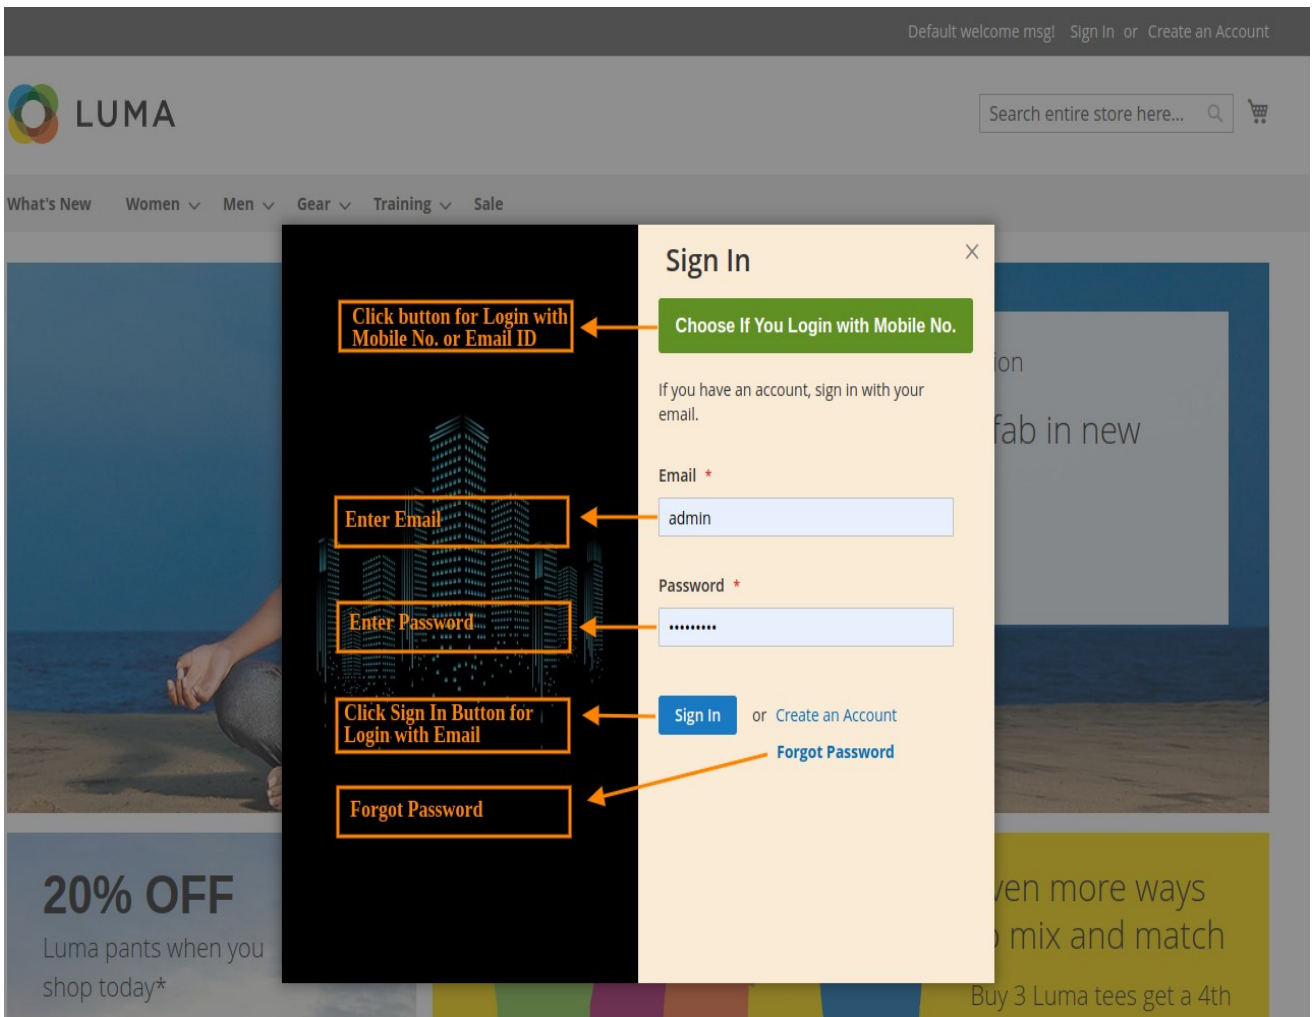 Default welcome msg! Sign In or Create an Account
LUMA
Search entire store here...
What's New Women Men Gear Training Sale
Sign In
Click button for Login with
Mobile No. or Email ID
Choose If You Login with Mobile No.
If you have an account, sign in with your
email.
Email *
Enter Email
admin
Password *
Enter Password
•••••••••
Click Sign In Button for
Login with Email
Sign In or Create an Account
Forgot Password
Forgot Password
ion
fab in new
20% OFF
Luma pants when you
shop today*
ven more ways
mix and match
Buy 3 Luma tees get a 4th